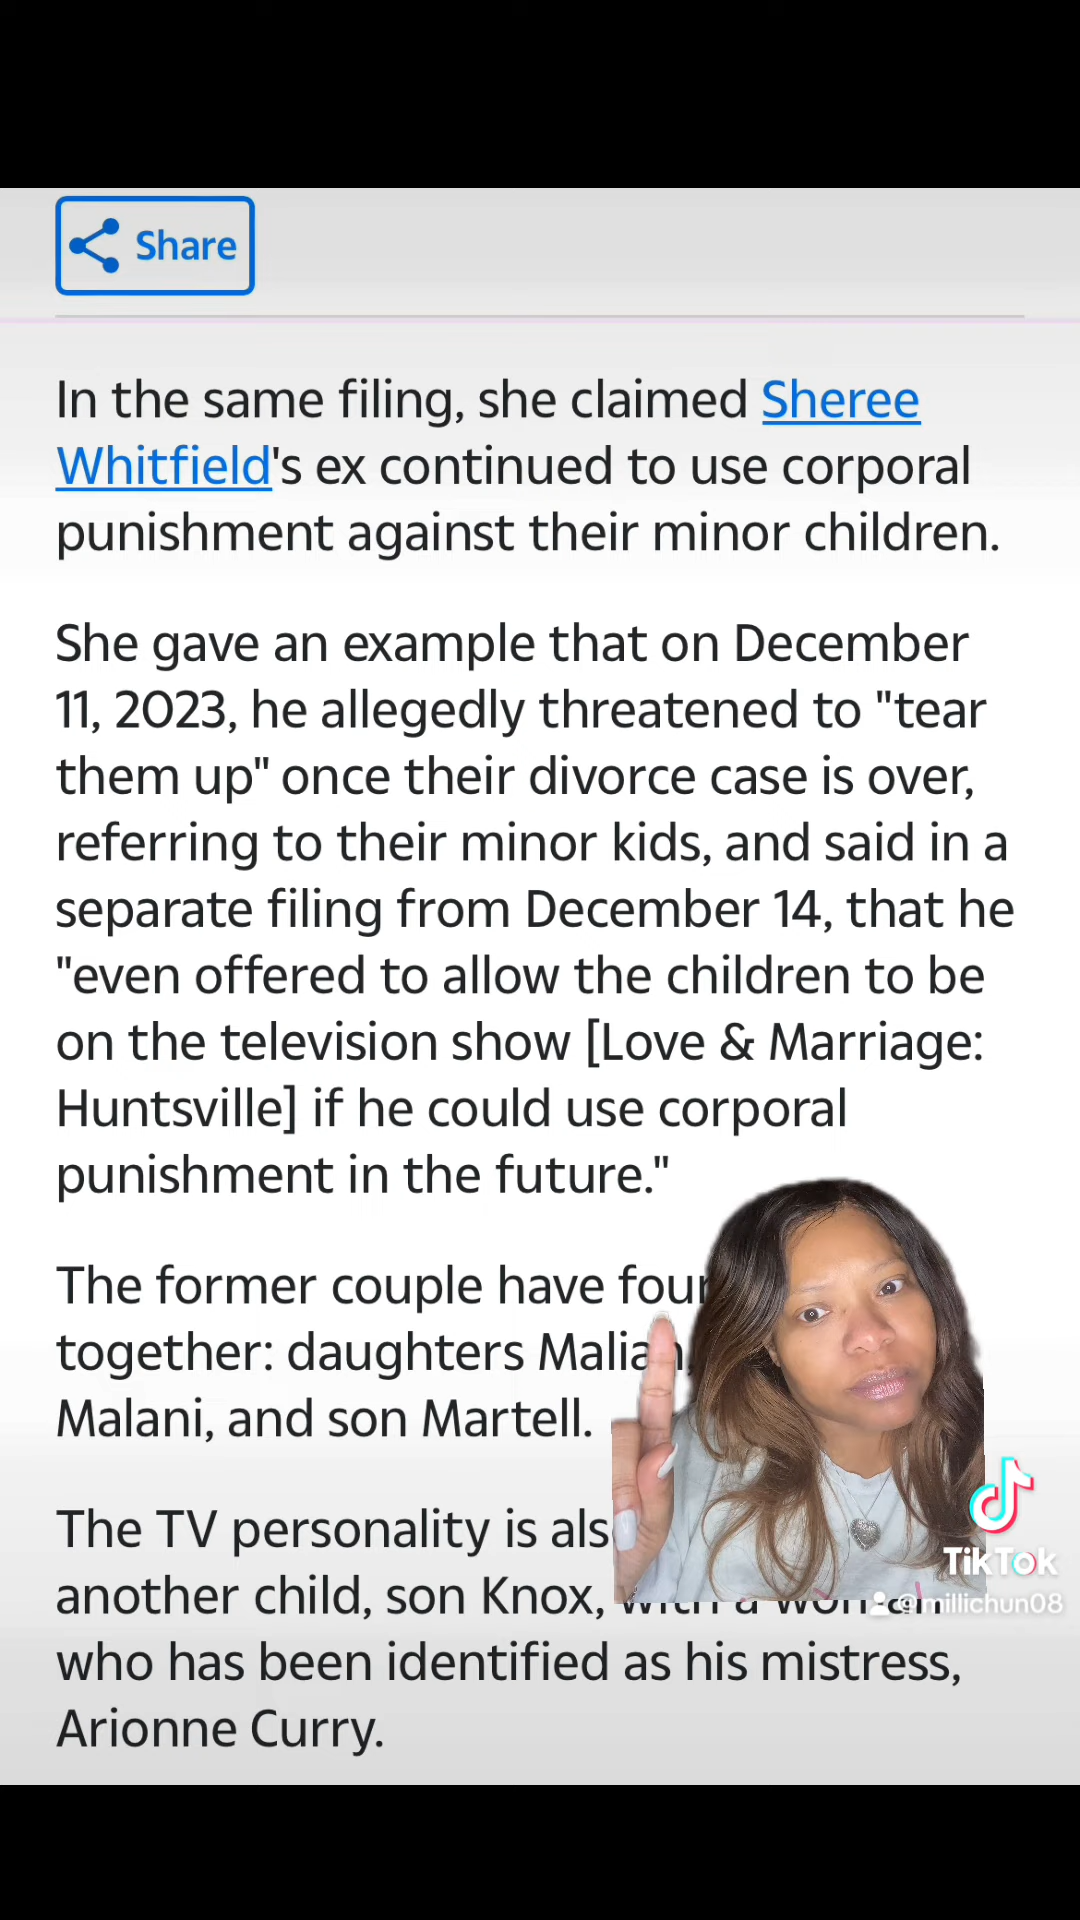 Share
In the same filing, she claimed Sheree
Whitfield's ex continued to use corporal
punishment against their minor children.
She gave an example that on December
11, 2023, he allegedly threatened to "tear
them up" once their divorce case is over,
referring to their minor kids, and said in a
separate filing from December 14, that he
"even offered to allow the children to be
on the television show [Love & Marriage:
Huntsville] if he could use corporal
punishment in the future."
The former couple have four
together: daughters Maliah,
Malani, and son Martell.
The TV personality is also
another child, son Knox, with a woman
who has been identified as his mistress,
Arionne Curry.
TikTok
@millichun08